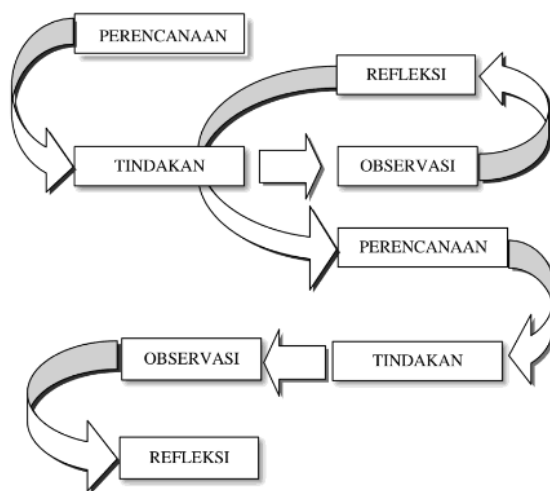 PERENCANAAN
REFLEKSI
TINDAKAN
OBSERVASI
PERENCANAAN
OBSERVASI
TINDAKAN
REFLEKSI